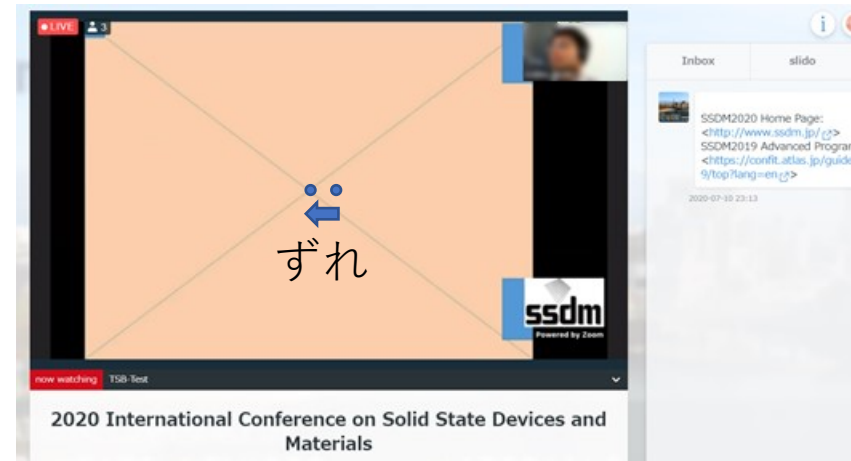 LIVE 3
ずれ
ssdm
Powered by Zoom
now watching TSB-Test
2020 International Conference on Solid State Devices and
Materials
i
Inbox slido
SSDM2020 Home Page:
<http://www.ssdm.jp/>
SSDM2019 Advanced Program
<https://confit.atlas.jp/guide
9/top?lang=en>
2020-07-10 23:13